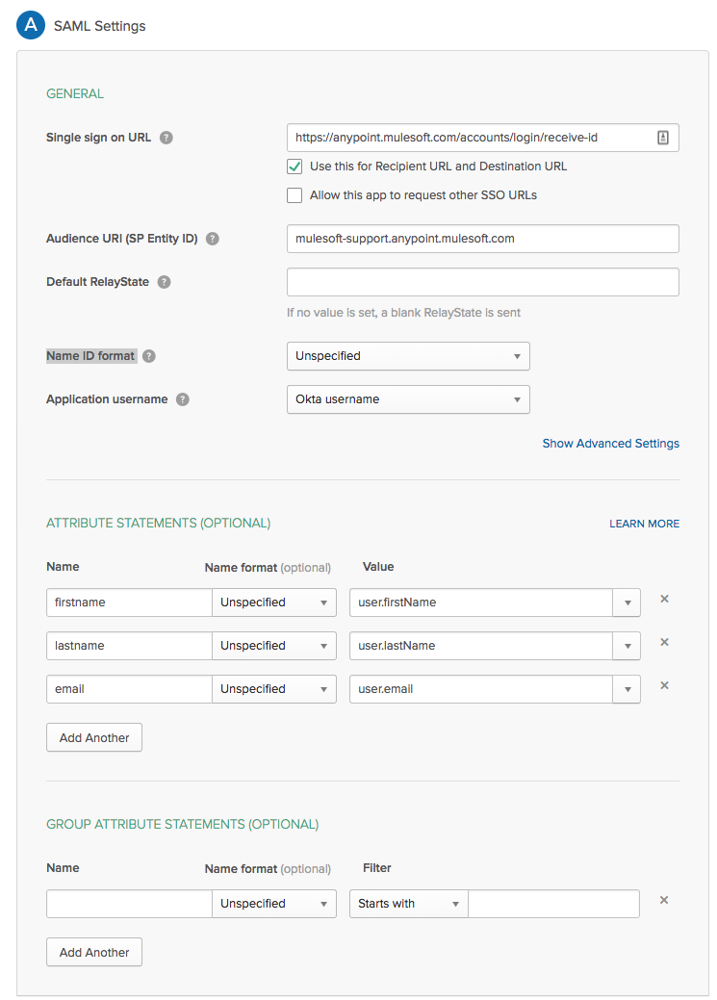 A SAML Settings
GENERAL
Single sign on URL ? https://anypoint.mulesoft.com/accounts/login/receive-id
Use this for Recipient URL and Destination URL
Allow this app to request other SSO URLs
Audience URI (SP Entity ID) ? mulesoft-support.anypoint.mulesoft.com
Default RelayState ?
If no value is set, a blank RelayState is sent
Name ID format ? Unspecified
Application username ? Okta username
Show Advanced Settings
ATTRIBUTE STATEMENTS (OPTIONAL) LEARN MORE
Name Name format (optional) Value
firstname Unspecified user.firstName
lastname Unspecified user.lastName
email Unspecified user.email
Add Another
GROUP ATTRIBUTE STATEMENTS (OPTIONAL)
Name Name format (optional) Filter
Unspecified Starts with
Add Another